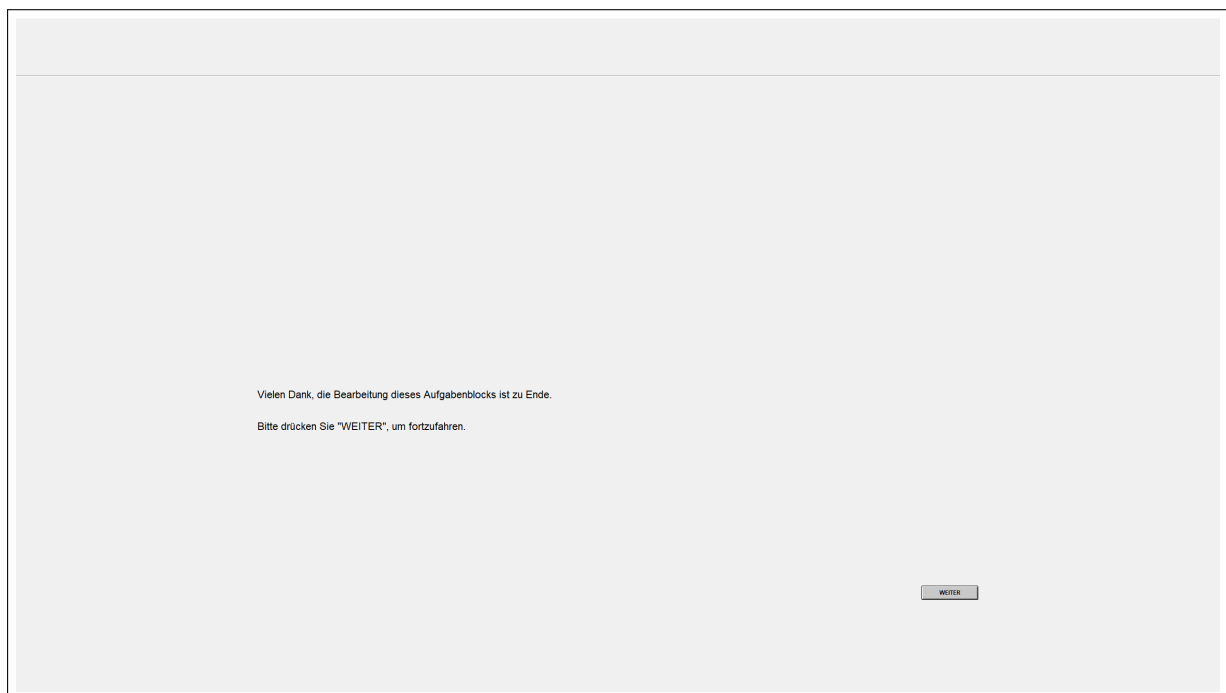 Vielen Dank, die Bearbeitung dieses Aufgabenblocks ist zu Ende.
Bitte drücken Sie "WEITER", um fortzufahren.
WEITER